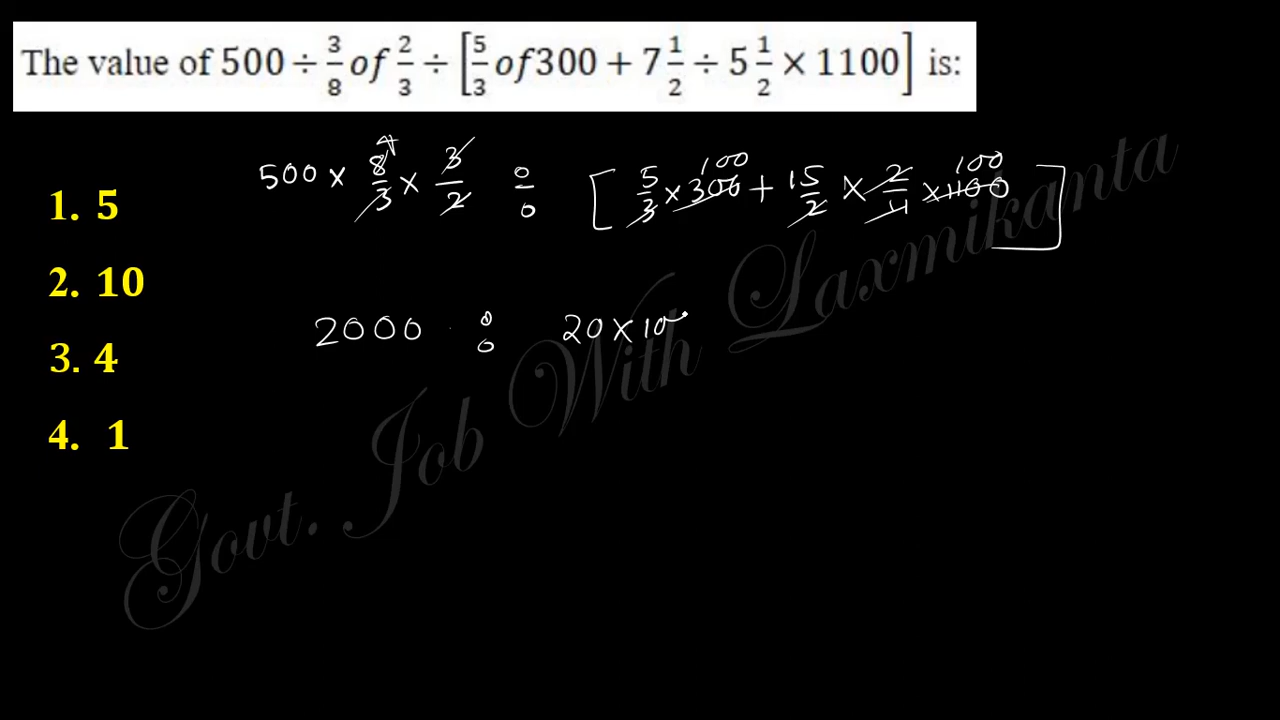 The value of 500 ÷ 3/8 of 2/3 ÷ [5/3 of300 + 7 1/2 ÷ 5 1/2 × 1100] is:
4 100 100
500 × 8/3 × 3/2 ÷ [5/3 × 300 + 15/2 × 2/11 × 1100]
1. 5
2. 10
2000 ÷ 20 × 10
3. 4
4. 1
Govt. Job With Laxmikanta